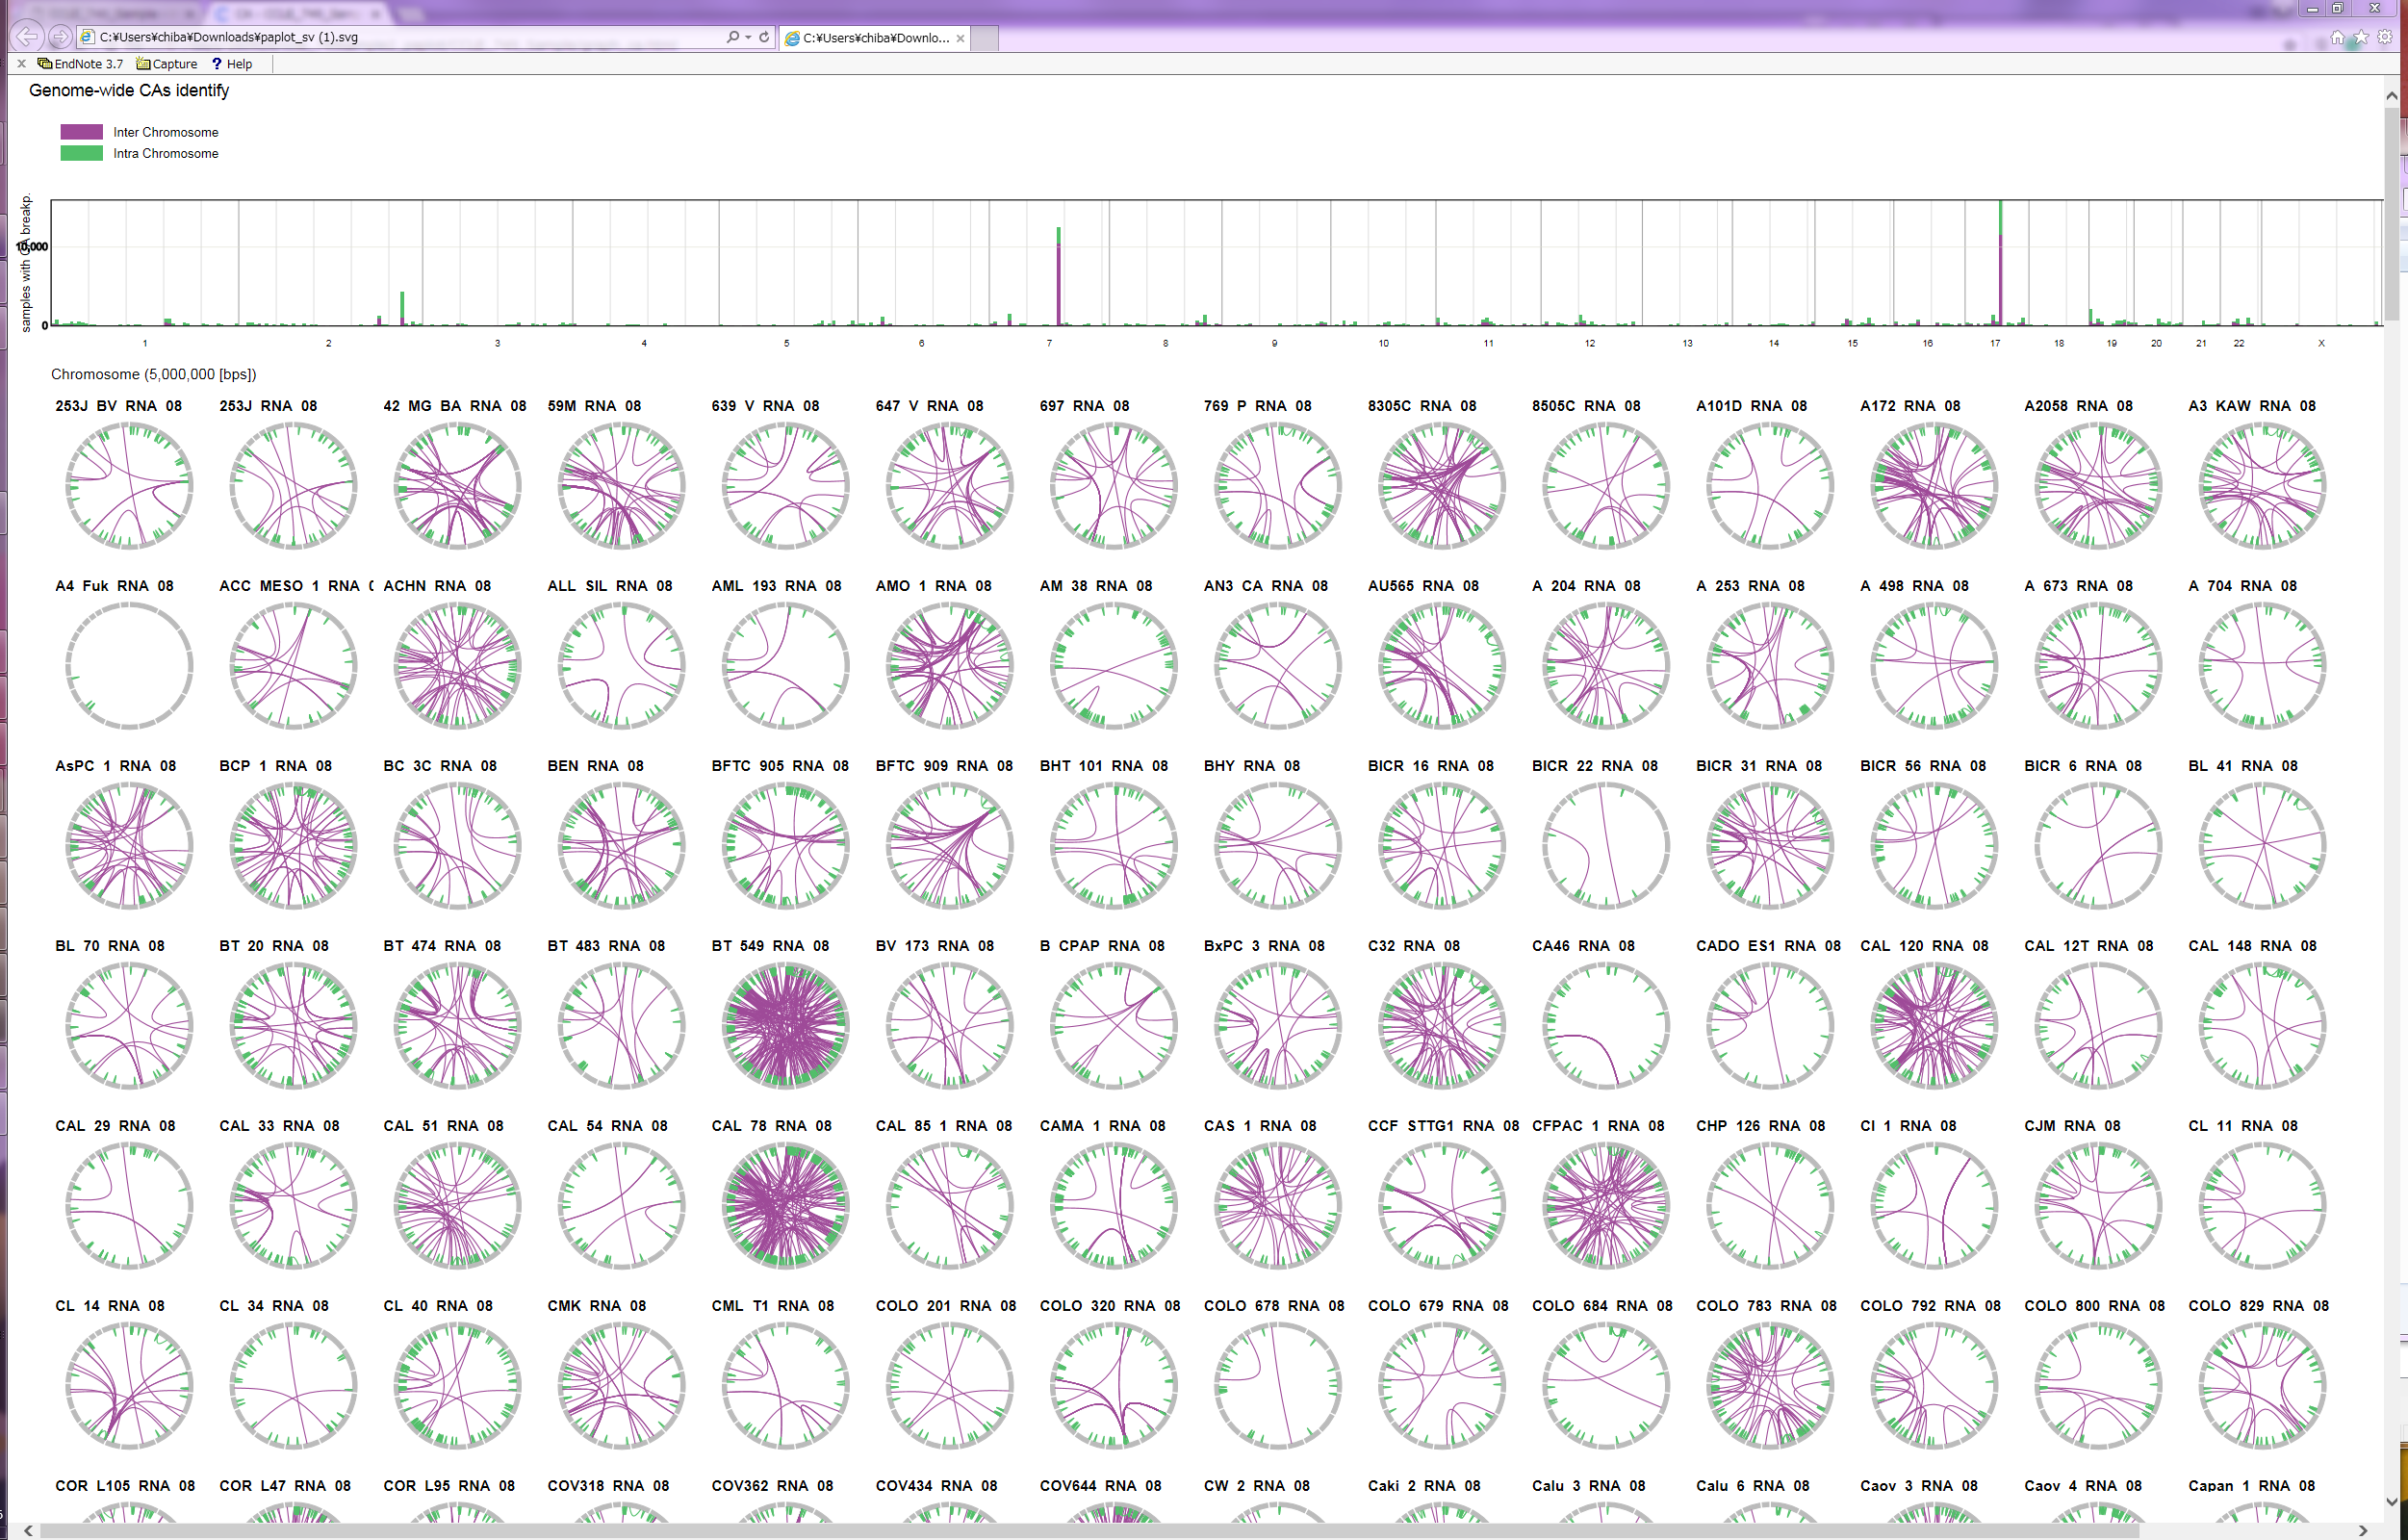 C:¥Users¥chiba¥Downloads¥paplot_sv (1).svg
C:¥Users¥chiba¥Downlo...
EndNote 3.7 Capture ? Help
Genome-wide CAs identify
Inter Chromosome
Intra Chromosome
samples with CA breakp.
10,000
0
1 2 3 4 5 6 7 8 9 10 11 12 13 14 15 16 17 18 19 20 21 22 X
Chromosome (5,000,000 [bps])
253J BV RNA 08 253J RNA 08 42 MG BA RNA 08 59M RNA 08 639 V RNA 08 647 V RNA 08 697 RNA 08 769 P RNA 08 8305C RNA 08 8505C RNA 08 A101D RNA 08 A172 RNA 08 A2058 RNA 08 A3 KAW RNA 08
A4 Fuk RNA 08 ACC MESO 1 RNA ACHN RNA 08 ALL SIL RNA 08 AML 193 RNA 08 AMO 1 RNA 08 AM 38 RNA 08 AN3 CA RNA 08 AU565 RNA 08 A 204 RNA 08 A 253 RNA 08 A 498 RNA 08 A 673 RNA 08 A 704 RNA 08
AsPC 1 RNA 08 BCP 1 RNA 08 BC 3C RNA 08 BEN RNA 08 BFTC 905 RNA 08 BFTC 909 RNA 08 BHT 101 RNA 08 BHY RNA 08 BICR 16 RNA 08 BICR 22 RNA 08 BICR 31 RNA 08 BICR 56 RNA 08 BICR 6 RNA 08 BL 41 RNA 08
BL 70 RNA 08 BT 20 RNA 08 BT 474 RNA 08 BT 483 RNA 08 BT 549 RNA 08 BV 173 RNA 08 B CPAP RNA 08 BxPC 3 RNA 08 C32 RNA 08 CA46 RNA 08 CADO ES1 RNA 08 CAL 120 RNA 08 CAL 12T RNA 08 CAL 148 RNA 08
CAL 29 RNA 08 CAL 33 RNA 08 CAL 51 RNA 08 CAL 54 RNA 08 CAL 78 RNA 08 CAL 85 1 RNA 08 CAMA 1 RNA 08 CAS 1 RNA 08 CCF STTG1 RNA 08 CFPAC 1 RNA 08 CHP 126 RNA 08 CI 1 RNA 08 CJM RNA 08 CL 11 RNA 08
CL 14 RNA 08 CL 34 RNA 08 CL 40 RNA 08 CMK RNA 08 CML T1 RNA 08 COLO 201 RNA 08 COLO 320 RNA 08 COLO 678 RNA 08 COLO 679 RNA 08 COLO 684 RNA 08 COLO 783 RNA 08 COLO 792 RNA 08 COLO 800 RNA 08 COLO 829 RNA 08
COR L105 RNA 08 COR L47 RNA 08 COR L95 RNA 08 COV318 RNA 08 COV362 RNA 08 COV434 RNA 08 COV644 RNA 08 CW 2 RNA 08 Caki 2 RNA 08 Calu 3 RNA 08 Calu 6 RNA 08 Caov 3 RNA 08 Caov 4 RNA 08 Capan 1 RNA 08